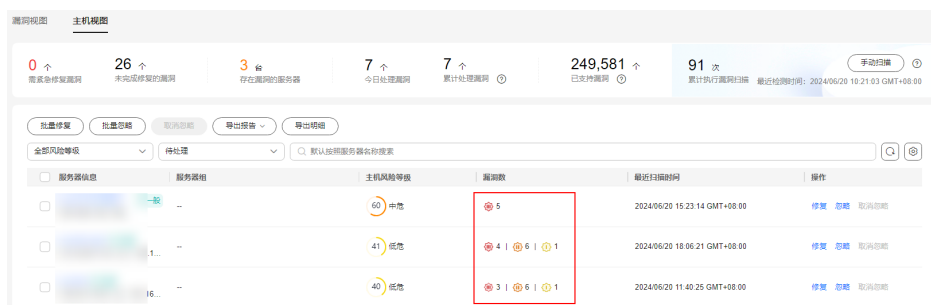 漏洞视图 主机视图
0 个 26 个 3 台 7 个 7 个 249,581 个 91 次 手动扫描
需紧急修复漏洞 未完成修复的漏洞 存在漏洞的服务器 今日处理漏洞 累计处理漏洞 已支持漏洞 累计执行漏洞扫描 最近检测时间：2024/06/20 10:21:03 GMT+08:00
批量修复 批量忽略 取消忽略 导出报告 导出明细
全部风险等级 待处理 默认按照服务器名称搜索
服务器信息 服务器组 主机风险等级 漏洞数 最近扫描时间 操作
一般 -- 60 中危 5 2024/06/20 15:23:14 GMT+08:00 修复 忽略 取消忽略
.1... -- 41 低危 4 | 6 | 1 2024/06/20 18:06:21 GMT+08:00 修复 忽略 取消忽略
16... -- 40 低危 3 | 6 | 1 2024/06/20 11:40:25 GMT+08:00 修复 忽略 取消忽略